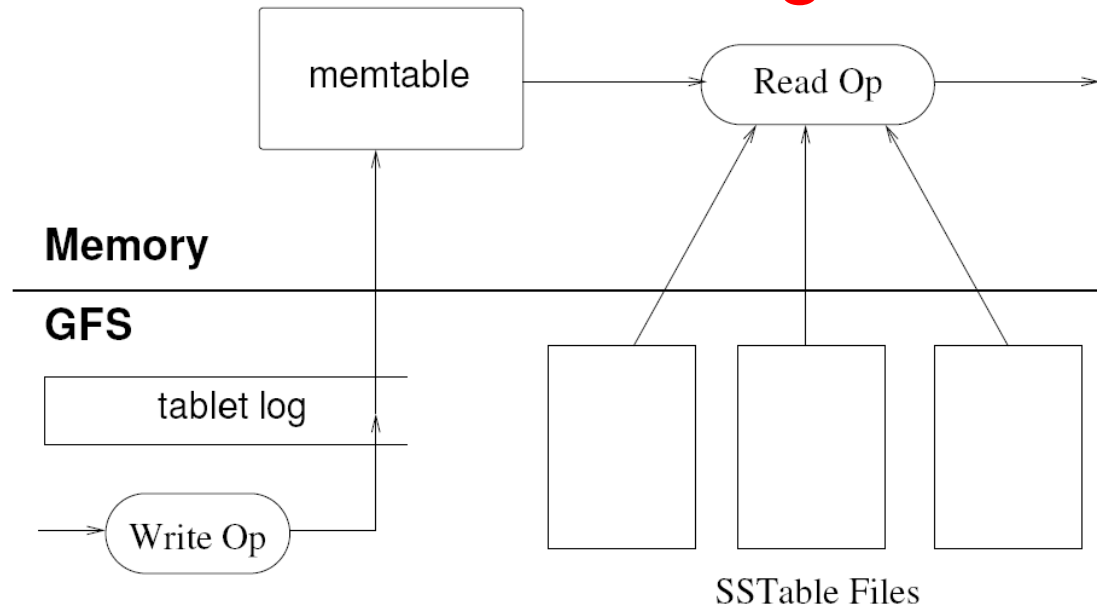 memtable
Read Op
Memory
GFS
tablet log
Write Op
SSTable Files